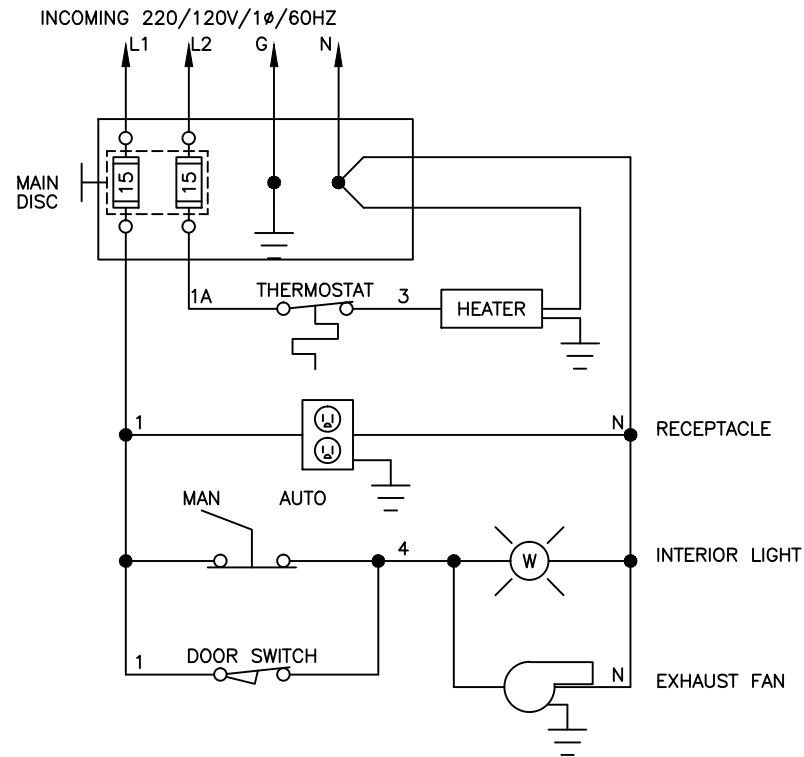 INCOMING 220/120V/1ø/60HZ
L1 L2 G N
MAIN
DISC
15 15
THERMOSTAT
1A 3 HEATER
1 N RECEPTACLE
MAN AUTO
4 W INTERIOR LIGHT
1 DOOR SWITCH N EXHAUST FAN